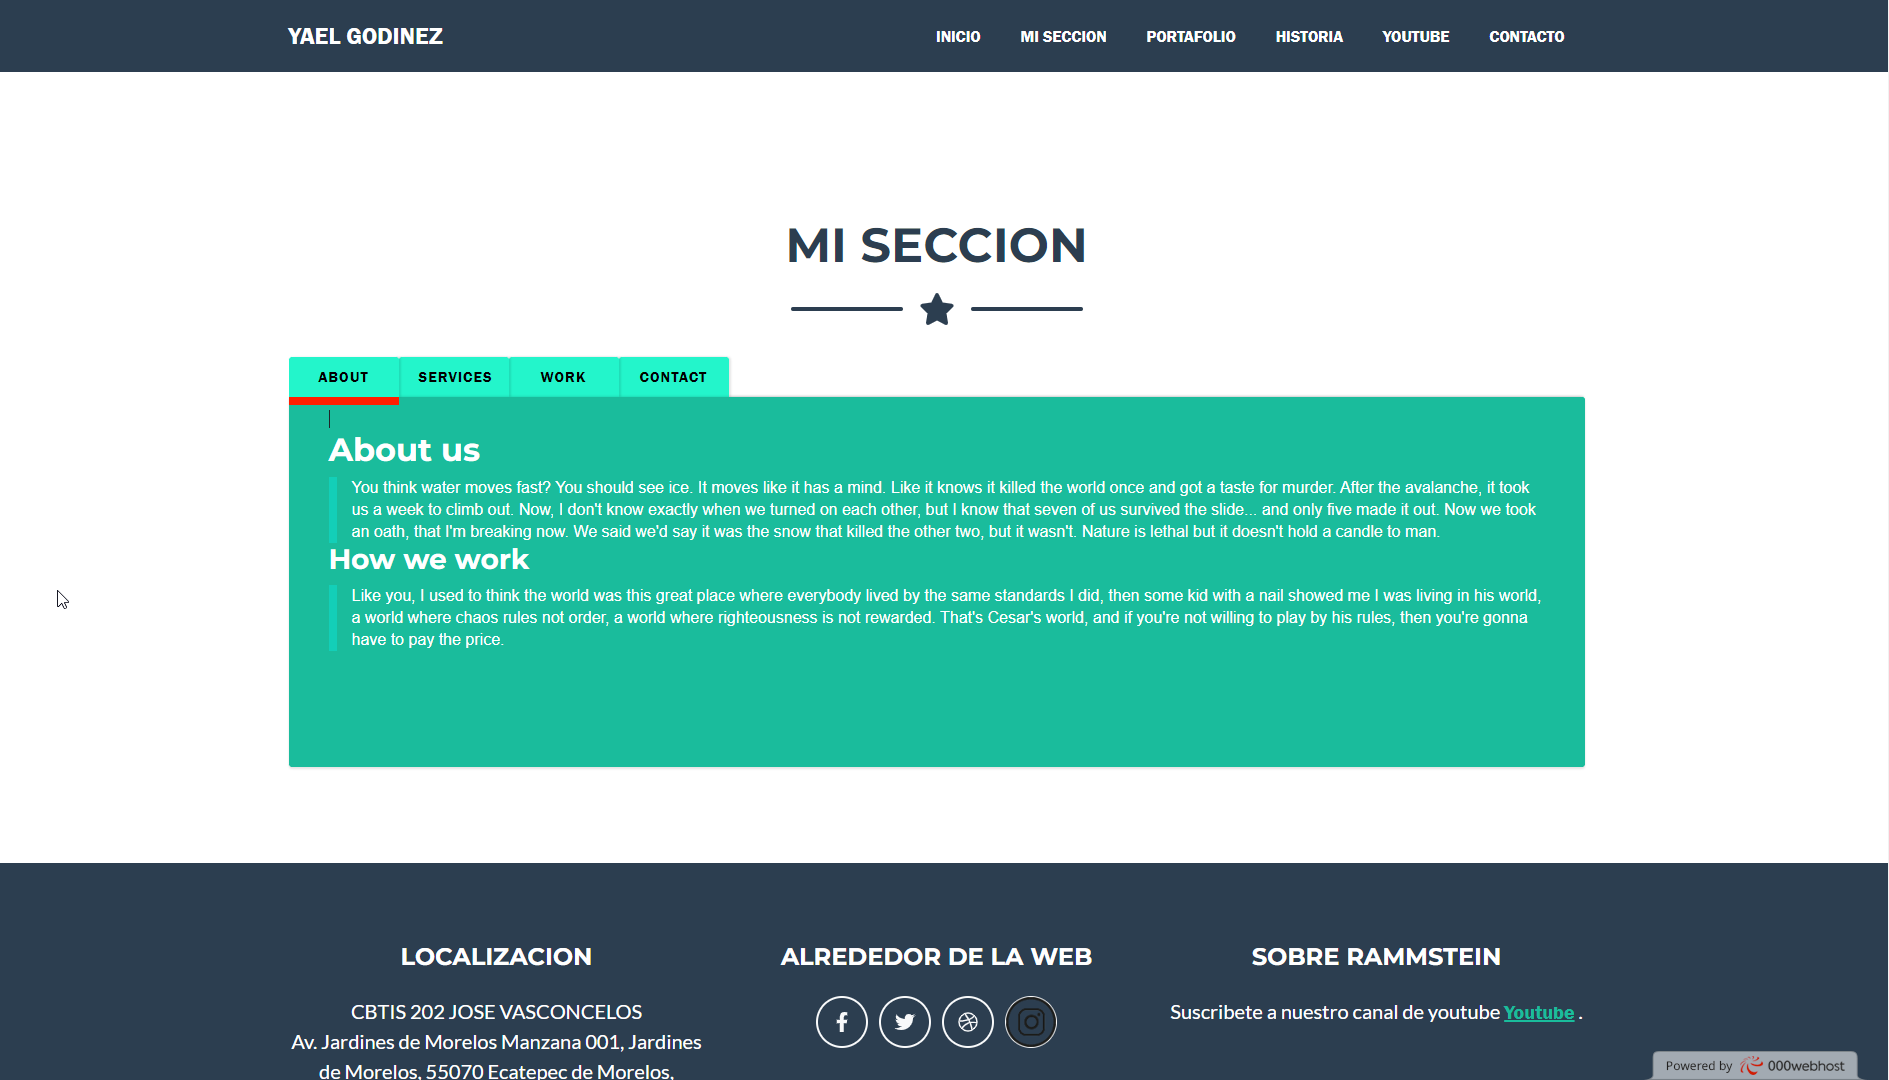 YAEL GODINEZ
INICIO MI SECCION PORTAFOLIO HISTORIA YOUTUBE CONTACTO
MI SECCION
ABOUT SERVICES WORK CONTACT
About us
You think water moves fast? You should see ice. It moves like it has a mind. Like it knows it killed the world once and got a taste for murder. After the avalanche, it took
us a week to climb out. Now, I don't know exactly when we turned on each other, but I know that seven of us survived the slide... and only five made it out. Now we took
an oath, that I'm breaking now. We said we'd say it was the snow that killed the other two, but it wasn't. Nature is lethal but it doesn't hold a candle to man.
How we work
Like you, I used to think the world was this great place where everybody lived by the same standards I did, then some kid with a nail showed me I was living in his world,
a world where chaos rules not order, a world where righteousness is not rewarded. That's Cesar's world, and if you're not willing to play by his rules, then you're gonna
have to pay the price.
LOCALIZACION
CBTIS 202 JOSE VASCONCELOS
Av. Jardines de Morelos Manzana 001, Jardines
de Morelos, 55070 Ecatepec de Morelos,
ALREDEDOR DE LA WEB
SOBRE RAMMSTEIN
Suscribete a nuestro canal de youtube Youtube .
Powered by 000webhost